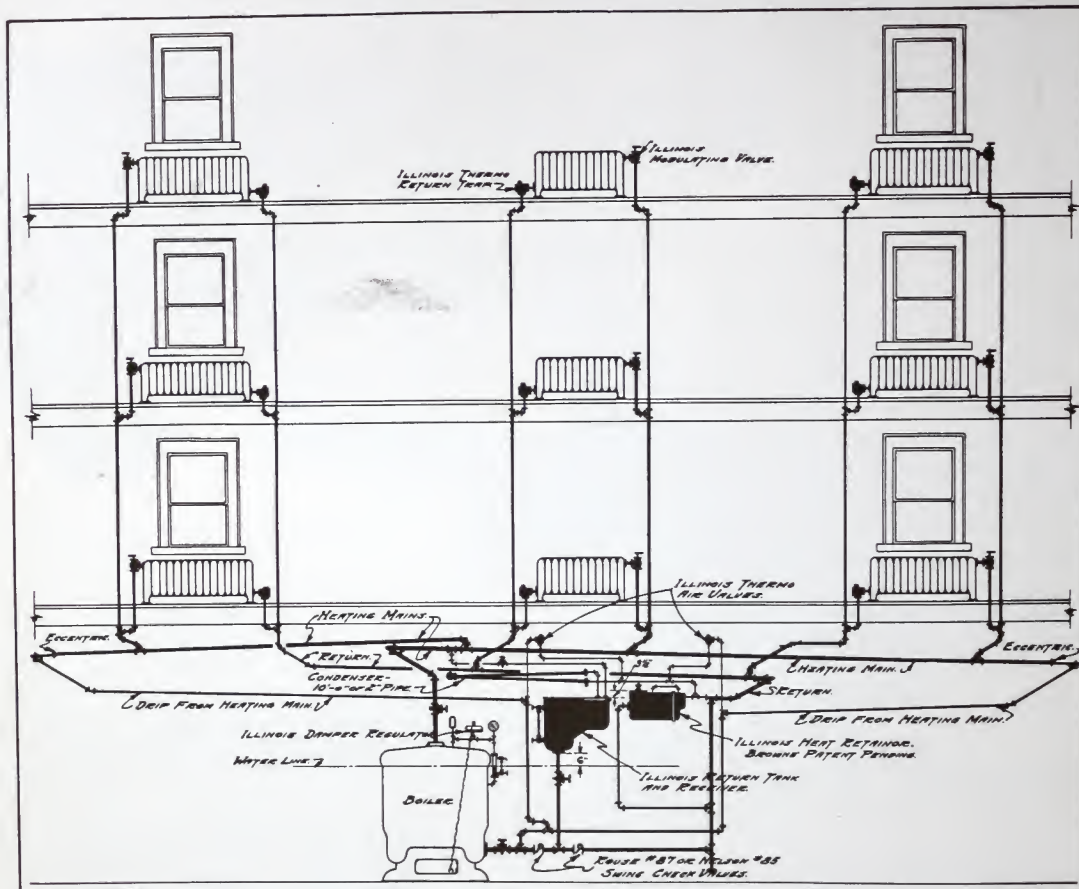 ILLINOIS
MODULATING VALVE.
ILLINOIS THERMO
RETURN TRAP
ILLINOIS THERMO
AIR VALVES.
HEATING MAINS.
ECCENTRIC.
ECCENTRIC.
RETURN.
HEATING MAIN.
CONDENSER-
10'-0" OF 2" PIPE
RETURN.
DRIP FROM HEATING MAIN.
DRIP FROM HEATING MAIN.
ILLINOIS DAMPER REGULATOR
ILLINOIS HEAT RETAINOR.
BROWNE PATENT PENDING.
WATER LINE.
6"
ILLINOIS RETURN TANK
AND RECEIVER.
BOILER
ROUSE #87 OR NELSON #85
SWING CHECK VALVES.